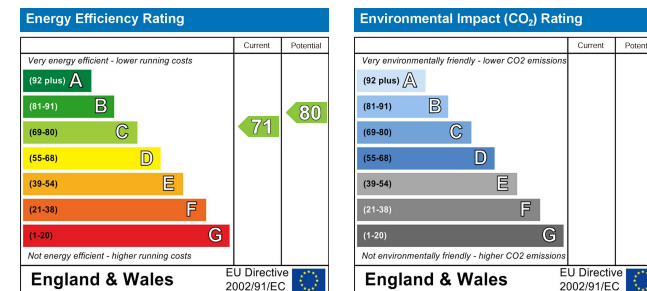 Energy Efficiency Rating
Current Potential
Very energy efficient - lower running costs
(92 plus) A
(81-91) B
(69-80) C
(55-68) D
(39-54) E
(21-38) F
(1-20) G
71
80
Not energy efficient - higher running costs
England & Wales
EU Directive
2002/91/EC
Environmental Impact (CO₂) Rating
Current Potent
Very environmentally friendly - lower CO2 emissions
(92 plus) A
(81-91) B
(69-80) C
(55-68) D
(39-54) E
(21-38) F
(1-20) G
Not environmentally friendly - higher CO2 emissions
England & Wales
EU Directive
2002/91/EC